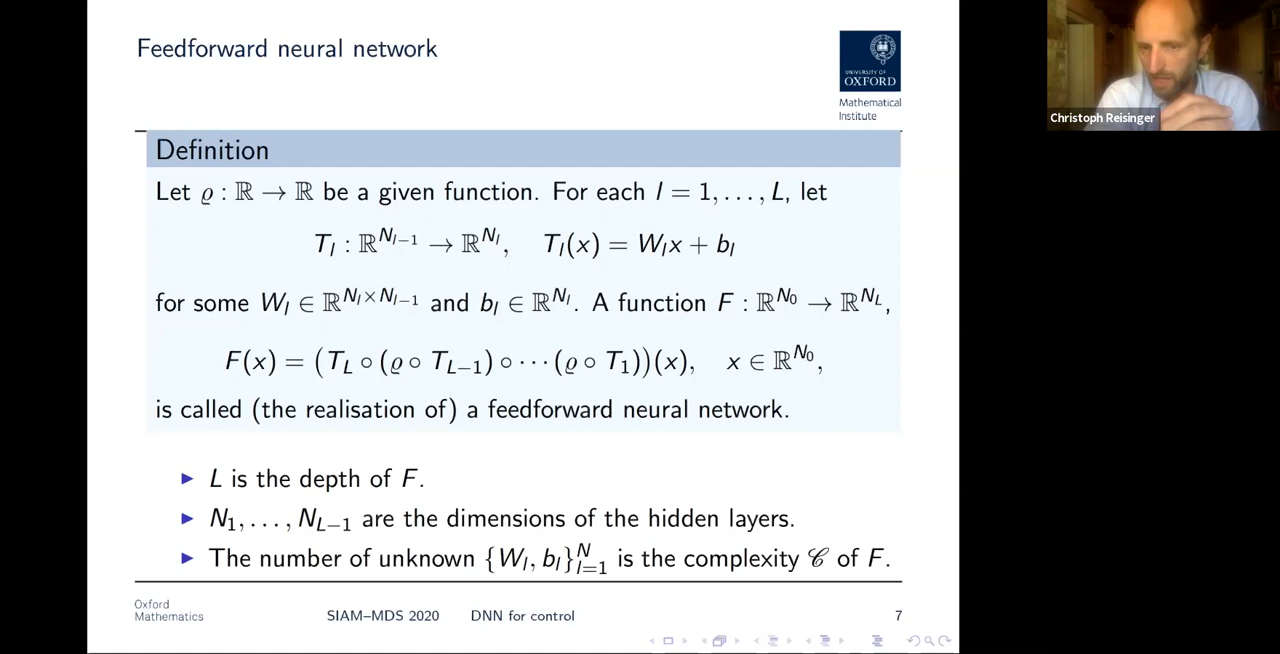 Feedforward neural network
UNIVERSITY OF
OXFORD
Mathematical
Institute
Definition
Let ϱ : ℝ → ℝ be a given function. For each l = 1, . . . , L, let
T_l : ℝ^{N_{l−1}} → ℝ^{N_l},   T_l(x) = W_l x + b_l
for some W_l ∈ ℝ^{N_l×N_{l−1}} and b_l ∈ ℝ^{N_l}. A function F : ℝ^{N_0} → ℝ^{N_L},
F(x) = (T_L ∘ (ϱ ∘ T_{L−1}) ∘ ··· (ϱ ∘ T_1))(x),   x ∈ ℝ^{N_0},
is called (the realisation of) a feedforward neural network.
▶ L is the depth of F.
▶ N_1, . . . , N_{L−1} are the dimensions of the hidden layers.
▶ The number of unknown {W_l, b_l}_{l=1}^N is the complexity 𝒞 of F.
Oxford
Mathematics
SIAM–MDS 2020   DNN for control
7
Christoph Reisinger